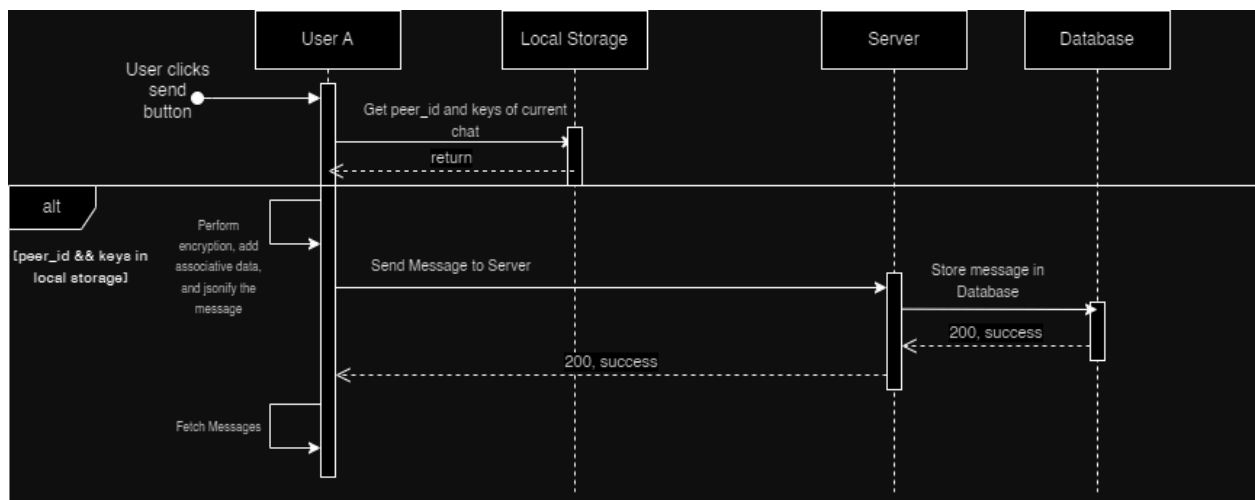 User A
Local Storage
Server
Database
User clicks
send
button
Get peer_id and keys of current
chat
return
alt
[peer_id && keys in
local storage]
Perform
encryption, add
associative data,
and jsonify the
message
Send Message to Server
Store message in
Database
200, success
200, success
Fetch Messages